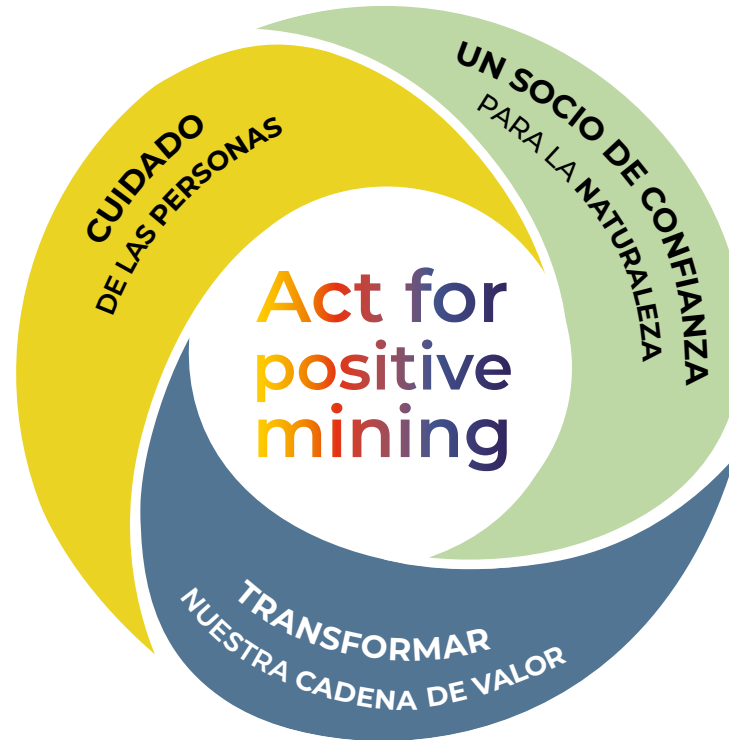 CUIDADO
DE LAS PERSONAS
UN SOCIO DE CONFIANZA
PARA LA NATURALEZA
Act for
positive
mining
TRANSFORMAR
NUESTRA CADENA DE VALOR